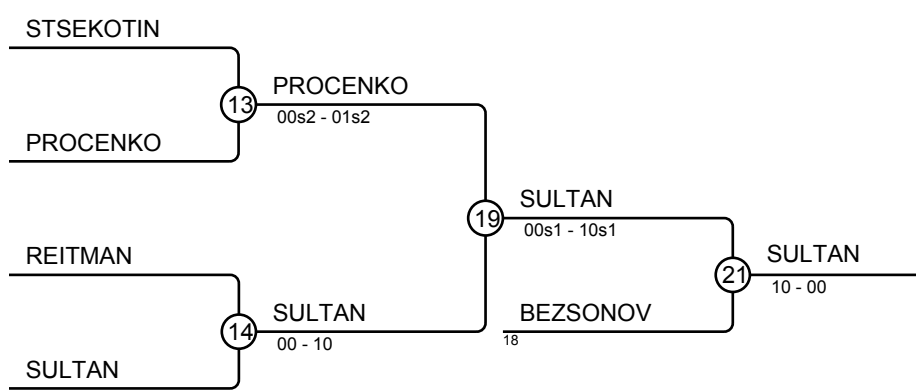 STSEKOTIN
13
PROCENKO
00s2 - 01s2
PROCENKO
19
SULTAN
00s1 - 10s1
REITMAN
14
SULTAN
00 - 10
SULTAN
BEZSONOV
18
21
SULTAN
10 - 00